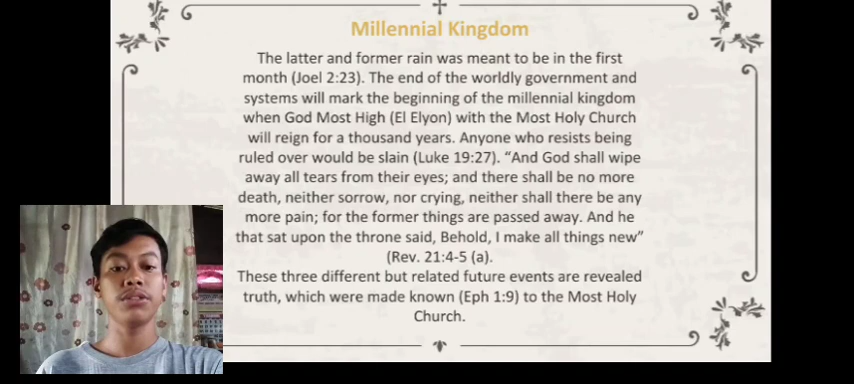 Millennial Kingdom
The latter and former rain was meant to be in the first
month (Joel 2:23). The end of the worldly government and
systems will mark the beginning of the millennial kingdom
when God Most High (El Elyon) with the Most Holy Church
will reign for a thousand years. Anyone who resists being
ruled over would be slain (Luke 19:27). “And God shall wipe
away all tears from their eyes; and there shall be no more
death, neither sorrow, nor crying, neither shall there be any
more pain; for the former things are passed away. And he
that sat upon the throne said, Behold, I make all things new”
(Rev. 21:4-5 (a).
These three different but related future events are revealed
truth, which were made known (Eph 1:9) to the Most Holy
Church.